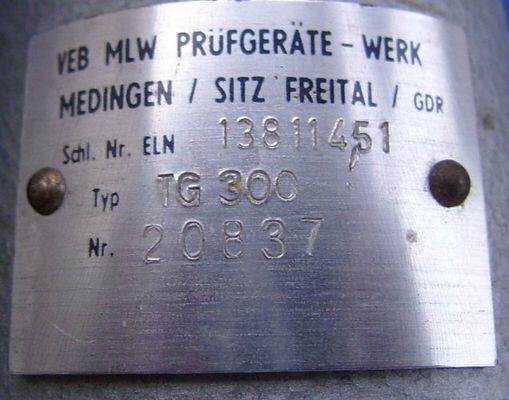 VEB MLW PRÜFGERÄTE - WERK
MEDINGEN / SITZ FREITAL / GDR
Schl. Nr. ELN 13811451
Typ TG 300
Nr. 20837